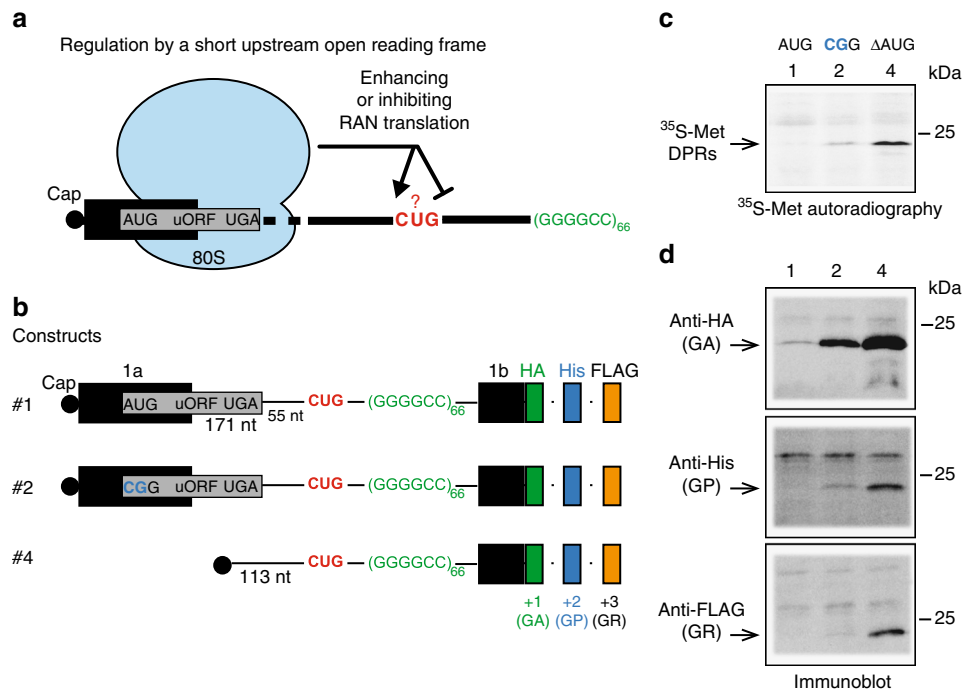 a
Regulation by a short upstream open reading frame
Enhancing
or inhibiting
RAN translation
Cap
AUG uORF UGA
80S
?
CUG
(GGGGCC)66
b
Constructs
1a
1b HA His FLAG
Cap
#1
AUG uORF UGA
171 nt
55 nt
CUG
(GGGGCC)66
#2
CGG uORF UGA
CUG
(GGGGCC)66
#4
113 nt
CUG
(GGGGCC)66
+1 +2 +3
(GA) (GP) (GR)
c
AUG CGG ΔAUG
1 2 4 kDa
35S-Met
DPRs
25
35S-Met autoradiography
d
1 2 4
kDa
Anti-HA
(GA)
25
Anti-His
(GP)
25
Anti-FLAG
(GR)
25
Immunoblot